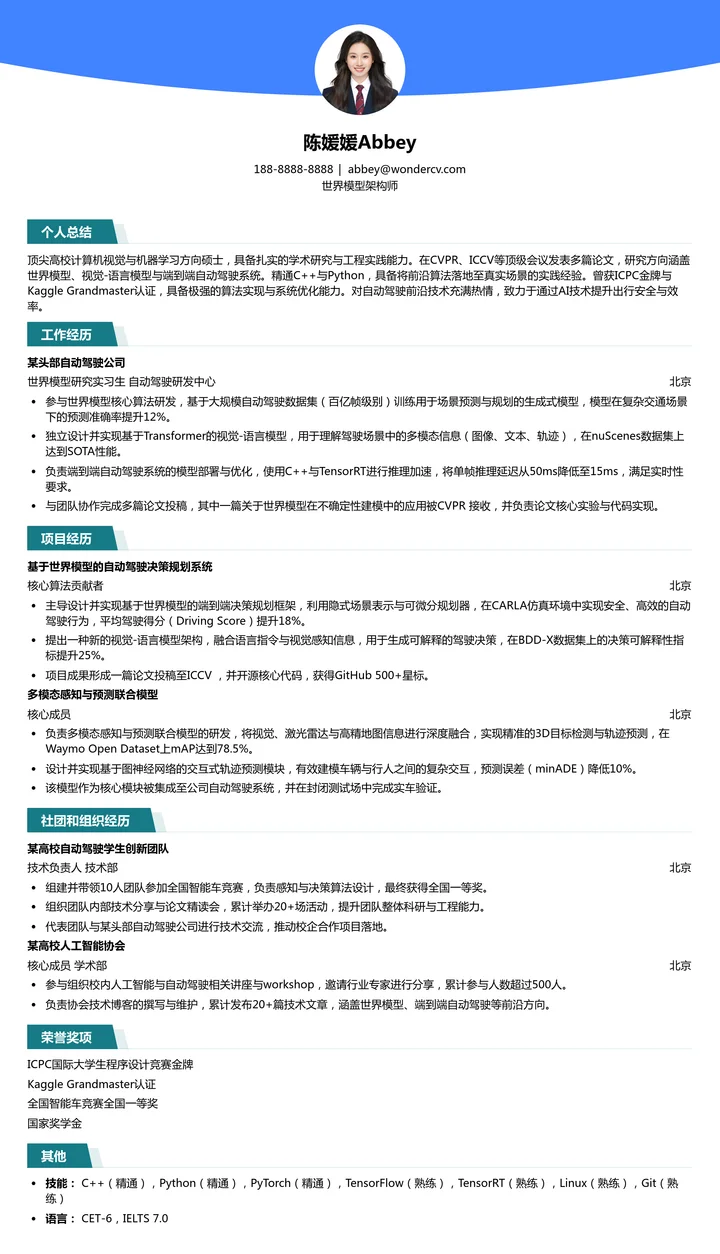 陈媛媛Abbey
188-8888-8888 | abbey@wondercv.com
世界模型架构师
个人总结
顶尖高校计算机视觉与机器学习方向硕士，具备扎实的学术研究与工程实践能力。在CVPR、ICCV等顶级会议发表多篇论文，研究方向涵盖
世界模型、视觉-语言模型与端到端自动驾驶系统。精通C++与Python，具备将前沿算法落地至真实场景的实践经验。曾获ICPC金牌与
Kaggle Grandmaster认证，具备极强的算法实现与系统优化能力。对自动驾驶前沿技术充满热情，致力于通过AI技术提升出行安全与效
率。
工作经历
某头部自动驾驶公司
世界模型研究实习生 自动驾驶研发中心 北京
• 参与世界模型核心算法研发，基于大规模自动驾驶数据集（百亿帧级别）训练用于场景预测与规划的生成式模型，模型在复杂交通场景
下的预测准确率提升12%。
• 独立设计并实现基于Transformer的视觉-语言模型，用于理解驾驶场景中的多模态信息（图像、文本、轨迹），在nuScenes数据集上
达到SOTA性能。
• 负责端到端自动驾驶系统的模型部署与优化，使用C++与TensorRT进行推理加速，将单帧推理延迟从50ms降低至15ms，满足实时性
要求。
• 与团队协作完成多篇论文投稿，其中一篇关于世界模型在不确定性建模中的应用被CVPR 接收，并负责论文核心实验与代码实现。
项目经历
基于世界模型的自动驾驶决策规划系统
核心算法贡献者 北京
• 主导设计并实现基于世界模型的端到端决策规划框架，利用隐式场景表示与可微分规划器，在CARLA仿真环境中实现安全、高效的自动
驾驶行为，平均驾驶得分（Driving Score）提升18%。
• 提出一种新的视觉-语言模型架构，融合语言指令与视觉感知信息，用于生成可解释的驾驶决策，在BDD-X数据集上的决策可解释性指
标提升25%。
• 项目成果形成一篇论文投稿至ICCV ，并开源核心代码，获得GitHub 500+星标。
多模态感知与预测联合模型
核心成员 北京
• 负责多模态感知与预测联合模型的研发，将视觉、激光雷达与高精地图信息进行深度融合，实现精准的3D目标检测与轨迹预测，在
Waymo Open Dataset上mAP达到78.5%。
• 设计并实现基于图神经网络的交互式轨迹预测模块，有效建模车辆与行人之间的复杂交互，预测误差（minADE）降低10%。
• 该模型作为核心模块被集成至公司自动驾驶系统，并在封闭测试场中完成实车验证。
社团和组织经历
某高校自动驾驶学生创新团队
技术负责人 技术部 北京
• 组建并带领10人团队参加全国智能车竞赛，负责感知与决策算法设计，最终获得全国一等奖。
• 组织团队内部技术分享与论文精读会，累计举办20+场活动，提升团队整体科研与工程能力。
• 代表团队与某头部自动驾驶公司进行技术交流，推动校企合作项目落地。
某高校人工智能协会
核心成员 学术部 北京
• 参与组织校内人工智能与自动驾驶相关讲座与workshop，邀请行业专家进行分享，累计参与人数超过500人。
• 负责协会技术博客的撰写与维护，累计发布20+篇技术文章，涵盖世界模型、端到端自动驾驶等前沿方向。
荣誉奖项
ICPC国际大学生程序设计竞赛金牌
Kaggle Grandmaster认证
全国智能车竞赛全国一等奖
国家奖学金
其他
• 技能： C++（精通），Python（精通），PyTorch（精通），TensorFlow（熟练），TensorRT（熟练），Linux（熟练），Git（熟
练）
• 语言： CET-6，IELTS 7.0